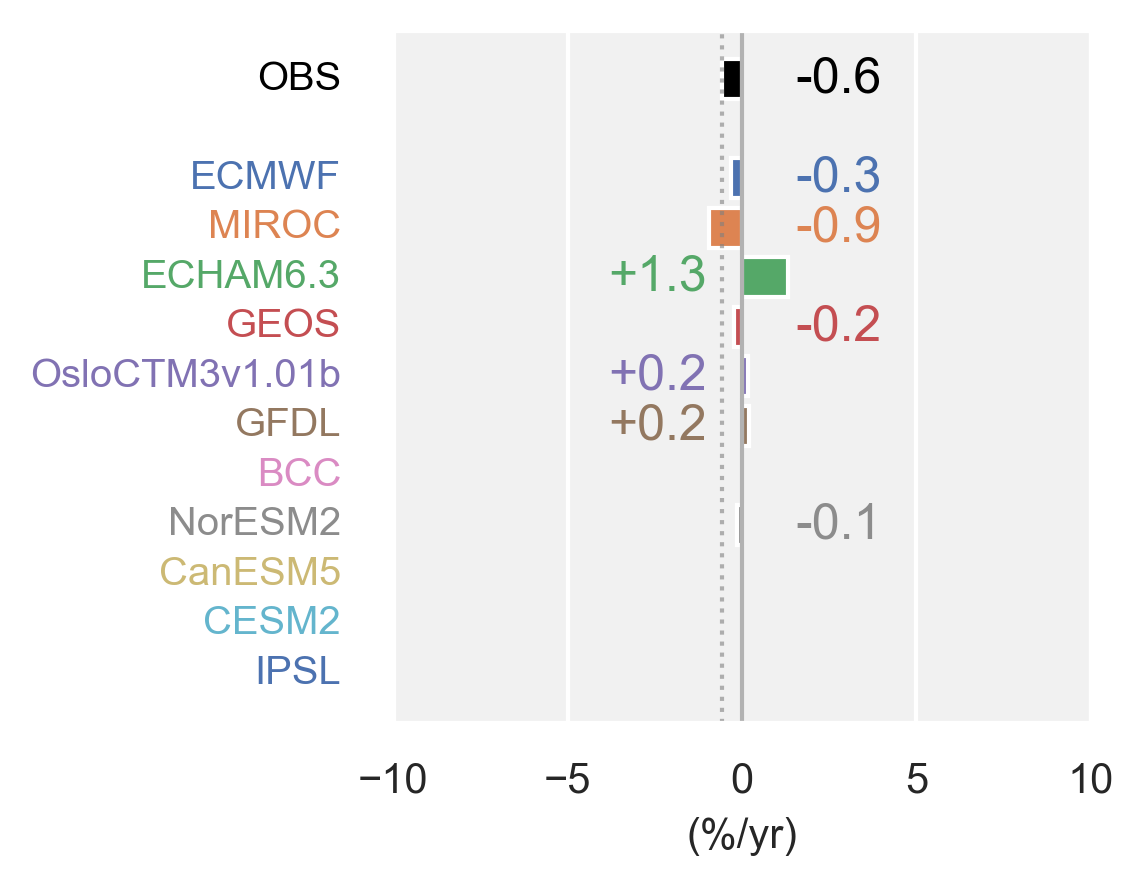 OBS -0.6
ECMWF -0.3
MIROC -0.9
ECHAM6.3 +1.3
GEOS -0.2
OsloCTM3v1.01b +0.2
GFDL +0.2
BCC
NorESM2 -0.1
CanESM5
CESM2
IPSL
−10 −5 0 5 10
(%/yr)